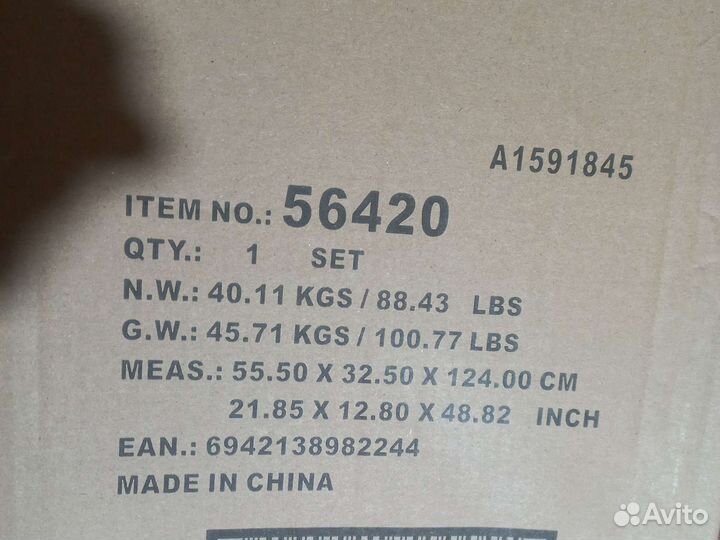 A1591845
ITEM NO.: 56420
QTY.: 1 SET
N.W.: 40.11 KGS / 88.43 LBS
G.W.: 45.71 KGS / 100.77 LBS
MEAS.: 55.50 X 32.50 X 124.00 CM
21.85 X 12.80 X 48.82 INCH
EAN.: 6942138982244
MADE IN CHINA
Avito